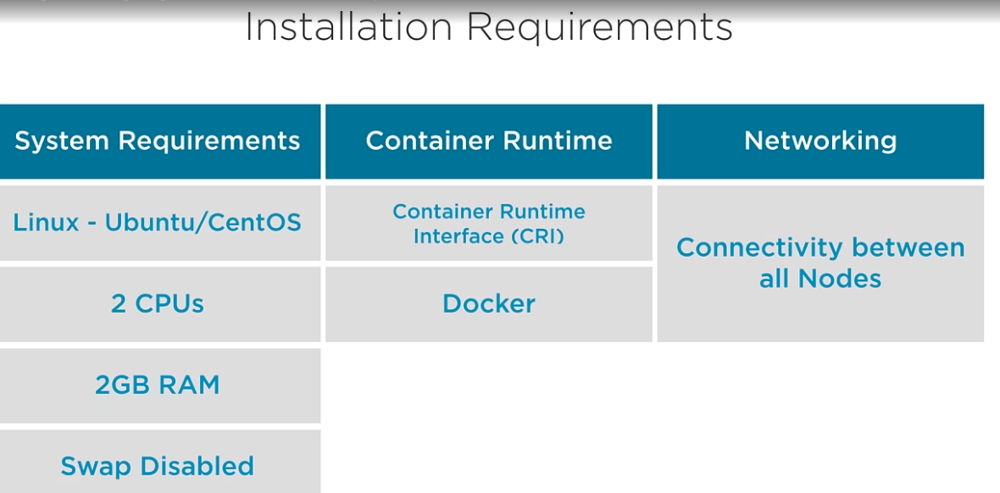 Installation Requirements
System Requirements
Container Runtime
Networking
Linux - Ubuntu/CentOS
Container Runtime
Interface (CRI)
Connectivity between
all Nodes
2 CPUs
Docker
2GB RAM
Swap Disabled